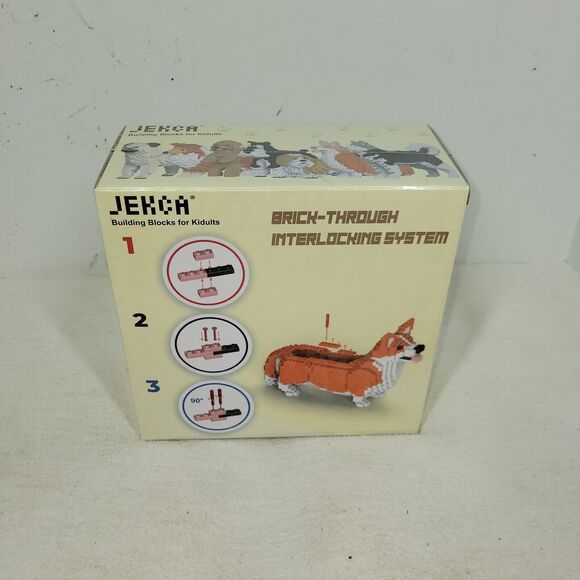 JEKCA
Building Blocks for Kidults
JEKCA®
Building Blocks for Kidults
BRICK-THROUGH
INTERLOCKING SYSTEM
1
2
3
90°